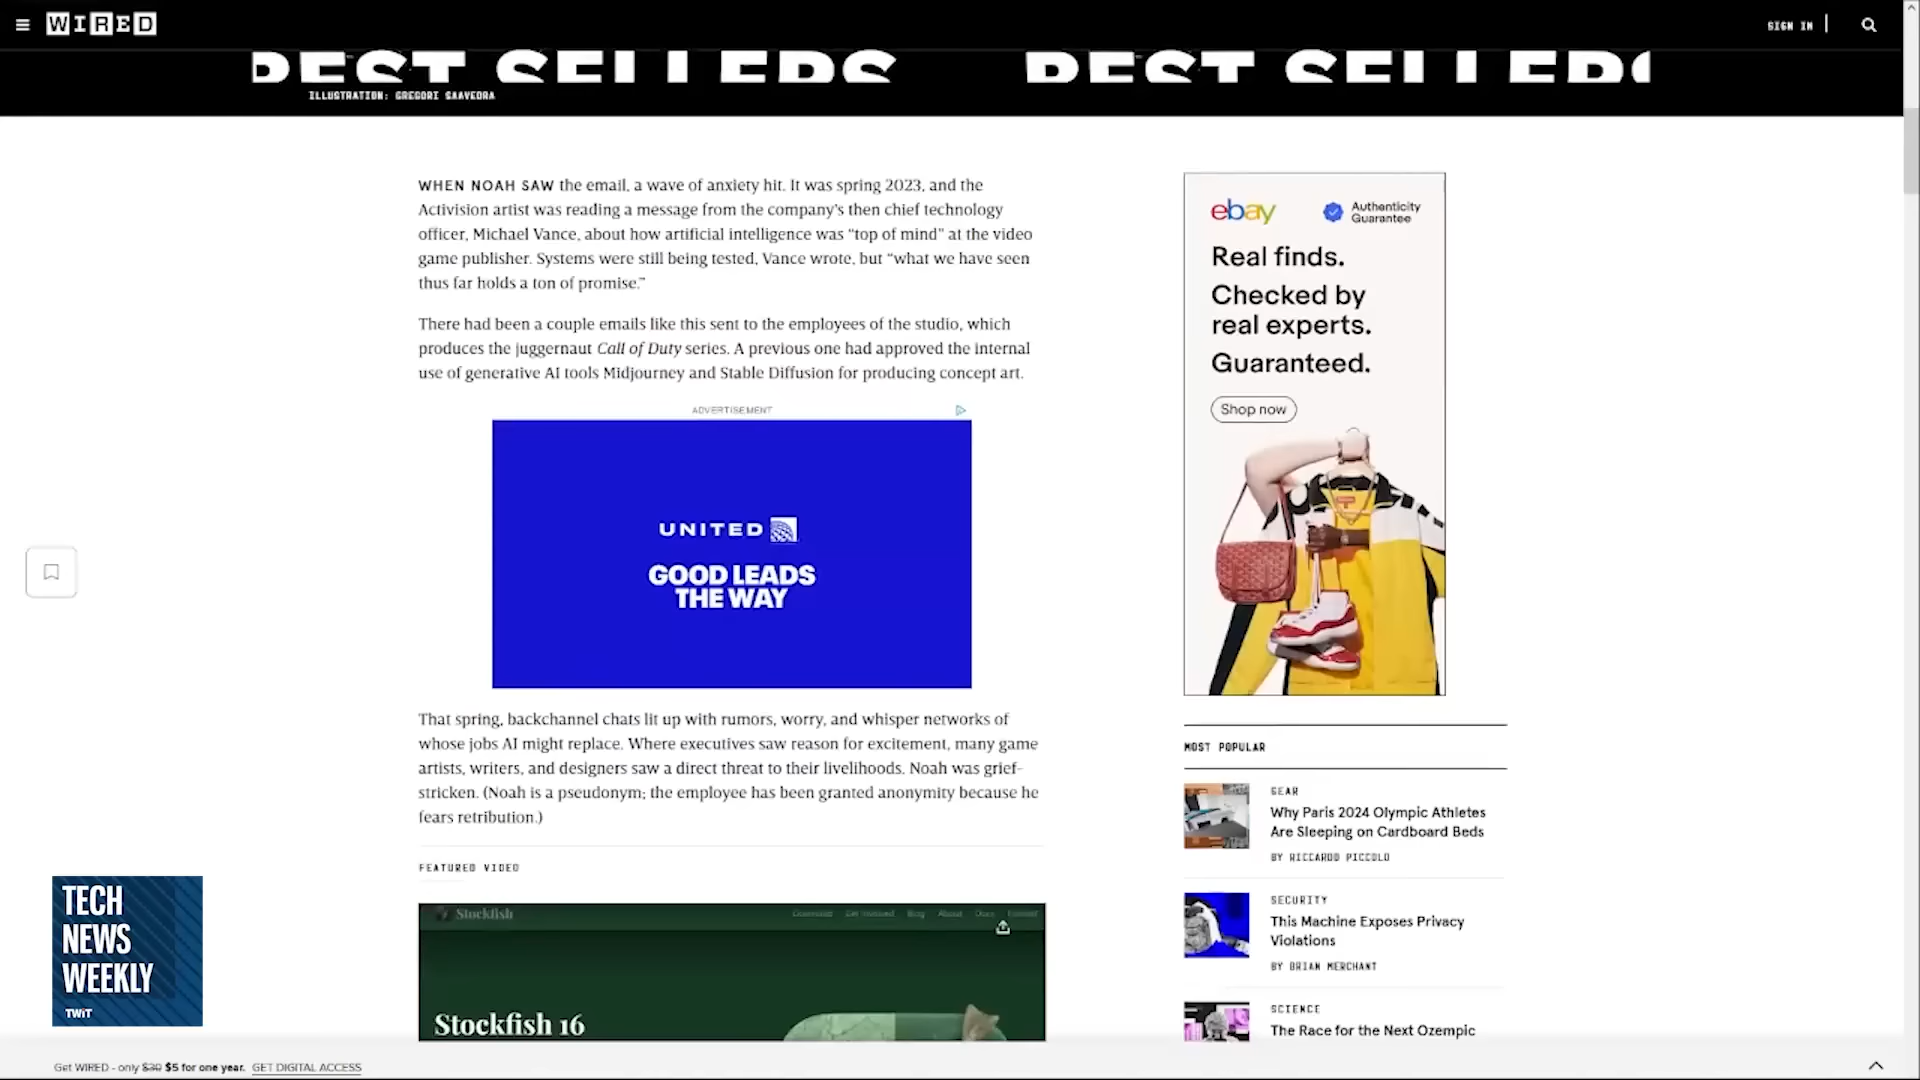 WIRED
SIGN IN
BEST SELLERS BEST SELLERS
ILLUSTRATION: GREGORI SAAVEDRA
WHEN NOAH SAW the email, a wave of anxiety hit. It was spring 2023, and the
Activision artist was reading a message from the company's then chief technology
officer, Michael Vance, about how artificial intelligence was “top of mind” at the video
game publisher. Systems were still being tested, Vance wrote, but “what we have seen
thus far holds a ton of promise.”
There had been a couple emails like this sent to the employees of the studio, which
produces the juggernaut Call of Duty series. A previous one had approved the internal
use of generative AI tools Midjourney and Stable Diffusion for producing concept art.
ADVERTISEMENT
UNITED
GOOD LEADS
THE WAY
That spring, backchannel chats lit up with rumors, worry, and whisper networks of
whose jobs AI might replace. Where executives saw reason for excitement, many game
artists, writers, and designers saw a direct threat to their livelihoods. Noah was grief-
stricken. (Noah is a pseudonym; the employee has been granted anonymity because he
fears retribution.)
FEATURED VIDEO
Stockfish
Download Get Involved Blog About Docs Contact
Stockfish 16
ebay
Authenticity
Guarantee
Real finds.
Checked by
real experts.
Guaranteed.
Shop now
MOST POPULAR
GEAR
Why Paris 2024 Olympic Athletes
Are Sleeping on Cardboard Beds
BY RICCARDO PICCOLO
SECURITY
This Machine Exposes Privacy
Violations
BY BRIAN MERCHANT
SCIENCE
The Race for the Next Ozempic
TECH
NEWS
WEEKLY
TWiT
Get WIRED - only $30 $5 for one year. GET DIGITAL ACCESS